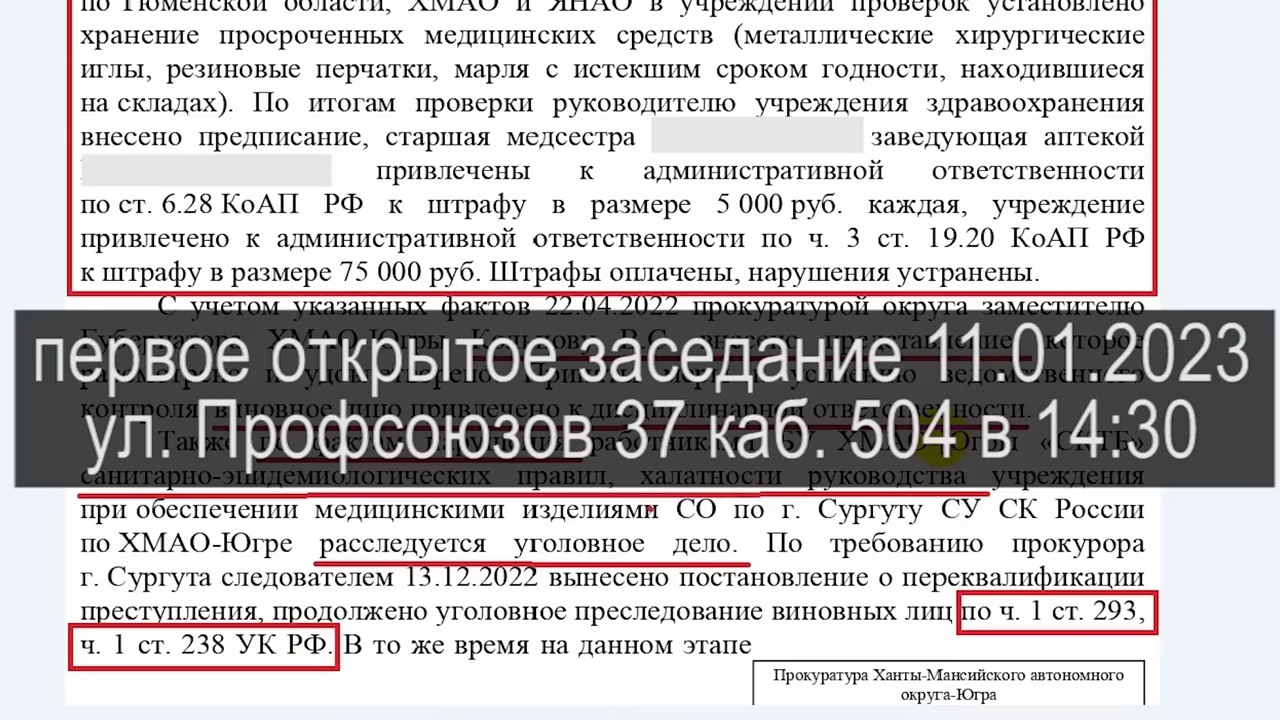 по Тюменской области, ХМАО и ЯНАО в учреждении проверок установлено
хранение просроченных медицинских средств (металлические хирургические
иглы, резиновые перчатки, марля с истекшим сроком годности, находившиеся
на складах). По итогам проверки руководителю учреждения здравоохранения
внесено предписание, старшая медсестра заведующая аптекой
привлечены к административной ответственности
по ст. 6.28 КоАП РФ к штрафу в размере 5 000 руб. каждая, учреждение
привлечено к административной ответственности по ч. 3 ст. 19.20 КоАП РФ
к штрафу в размере 75 000 руб. Штрафы оплачены, нарушения устранены.
С учетом указанных фактов 22.04.2022 прокуратурой округа заместителю
которое
первое открытое заседание 11.01.2023
контроля, виновное лицо привлечено к дисциплинарной ответственности.
ул. Профсоюзов 37 каб. 504 в 14:30
Также
санитарно-эпидемиологических правил, халатности руководства учреждения
при обеспечении медицинскими изделиями СО по г. Сургуту СУ СК России
по ХМАО-Югре расследуется уголовное дело. По требованию прокурора
г. Сургута следователем 13.12.2022 вынесено постановление о переквалификации
преступления, продолжено уголовное преследование виновных лиц по ч. 1 ст. 293,
ч. 1 ст. 238 УК РФ. В то же время на данном этапе
Прокуратура Ханты-Мансийского автономного
округа-Югра